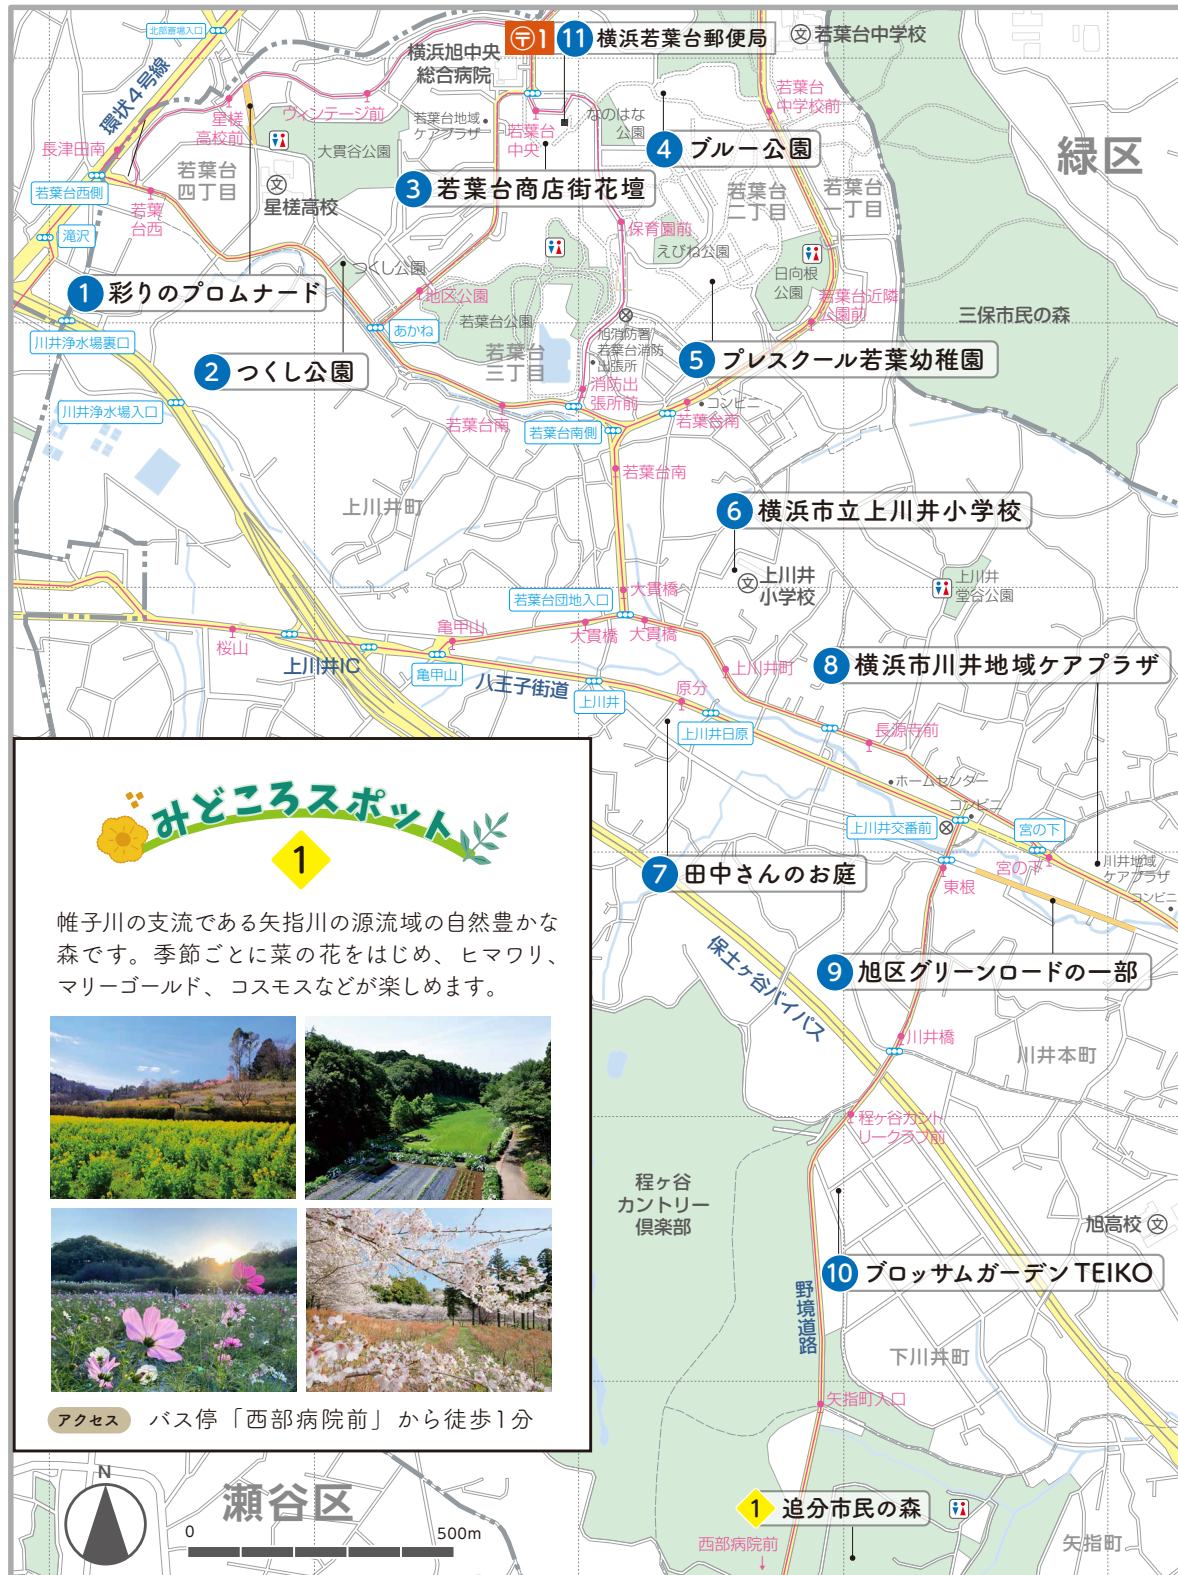 北部斎場入口
環状4号線
横浜旭中央
総合病院
〒1
11 横浜若葉台郵便局
文 若葉台中学校
星槎
高校前
ヴィンテージ前
若葉台地域
ケアプラザ
若葉台
中央
なのはな
公園
若葉台
中学校前
緑区
長津田南
若葉台西側
若葉
台西
若葉台
四丁目
大貫谷公園
文
星槎高校
3 若葉台商店街花壇
4 ブルー公園
若葉台
二丁目
若葉台
一丁目
滝沢
保育園前
えびね公園
日向根
公園
つくし公園
地区公園
1 彩りのプロムナード
若葉台近隣
公園前
三保市民の森
川井浄水場裏口
あかね
若葉台公園
若葉台
三丁目
旭消防署
若葉台消防
出張所
2 つくし公園
5 プレスクール若葉幼稚園
川井浄水場入口
消防出
張所前
コンビニ
若葉台南
若葉台南側
若葉台南
若葉台南
上川井町
6 横浜市立上川井小学校
文 上川井
小学校
上川井
堂谷公園
若葉台団地入口
大貫橋
桜山
亀甲山
大貫橋
大貫橋
上川井IC
亀甲山
八王子街道
上川井
原分
上川井町
8 横浜市川井地域ケアプラザ
上川井日原
長源寺前
ホームセンター
コンビニ
上川井交番前
宮の下
宮の下
川井地域
ケアプラザ
コンビニ
東根
7 田中さんのお庭
9 旭区グリーンロードの一部
保土ヶ谷バイパス
川井橋
川井本町
程ヶ谷カント
リークラブ前
程ヶ谷
カントリー
倶楽部
旭高校 文
10 ブロッサムガーデン TEIKO
野境道路
下川井町
矢指町入口
1 追分市民の森
西部病院前
矢指町
みどころスポット
1
帷子川の支流である矢指川の源流域の自然豊かな
森です。季節ごとに菜の花をはじめ、ヒマワリ、
マリーゴールド、コスモスなどが楽しめます。
アクセス バス停「西部病院前」から徒歩1分
N
瀬谷区
0 500m